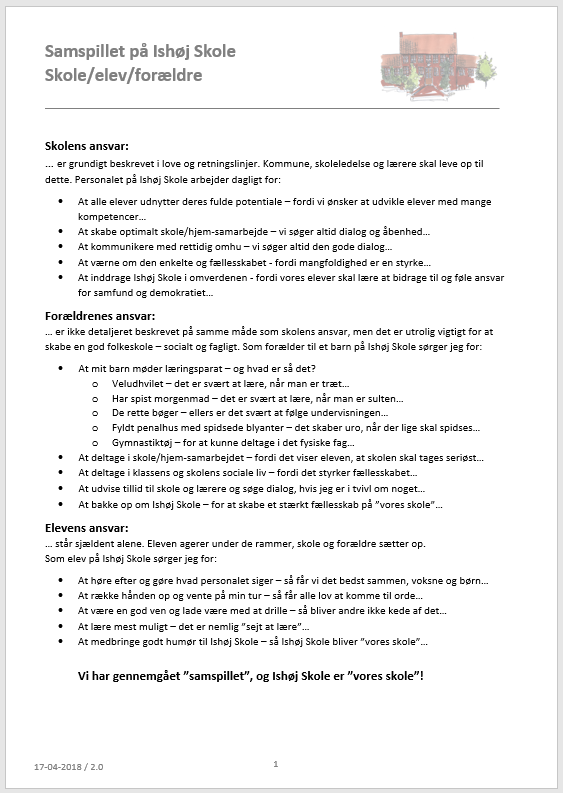 Samspillet på Ishøj Skole
Skole/elev/forældre
Skolens ansvar:
... er grundigt beskrevet i love og retningslinjer. Kommune, skoleledelse og lærere skal leve op til
dette. Personalet på Ishøj Skole arbejder dagligt for:
• At alle elever udnytter deres fulde potentiale – fordi vi ønsker at udvikle elever med mange
kompetencer...
• At skabe optimalt skole/hjem-samarbejde – vi søger altid dialog og åbenhed...
• At kommunikere med rettidig omhu – vi søger altid den gode dialog...
• At værne om den enkelte og fællesskabet - fordi mangfoldighed er en styrke...
• At inddrage Ishøj Skole i omverdenen - fordi vores elever skal lære at bidrage til og føle ansvar
for samfund og demokratiet...
Forældrenes ansvar:
... er ikke detaljeret beskrevet på samme måde som skolens ansvar, men det er utrolig vigtigt for at
skabe en god folkeskole – socialt og fagligt. Som forælder til et barn på Ishøj Skole sørger jeg for:
• At mit barn møder læringsparat – og hvad er så det?
o Veludhvilet – det er svært at lære, når man er træt...
o Har spist morgenmad – det er svært at lære, når man er sulten...
o De rette bøger – ellers er det svært at følge undervisningen...
o Fyldt penalhus med spidsede blyanter – det skaber uro, når der lige skal spidses...
o Gymnastiktøj – for at kunne deltage i det fysiske fag...
• At deltage i skole/hjem-samarbejdet – fordi det viser eleven, at skolen skal tages seriøst...
• At deltage i klassens og skolens sociale liv – fordi det styrker fællesskabet...
• At udvise tillid til skole og lærere og søge dialog, hvis jeg er i tvivl om noget...
• At bakke op om Ishøj Skole – for at skabe et stærkt fællesskab på ”vores skole”...
Elevens ansvar:
... står sjældent alene. Eleven agerer under de rammer, skole og forældre sætter op.
Som elev på Ishøj Skole sørger jeg for:
• At høre efter og gøre hvad personalet siger – så får vi det bedst sammen, voksne og børn...
• At række hånden op og vente på min tur – så får alle lov at komme til orde...
• At være en god ven og lade være med at drille – så bliver andre ikke kede af det...
• At lære mest muligt – det er nemlig ”sejt at lære”...
• At medbringe godt humør til Ishøj Skole – så Ishøj Skole bliver ”vores skole”...
Vi har gennemgået ”samspillet”, og Ishøj Skole er ”vores skole”!
17-04-2018 / 2.0
1